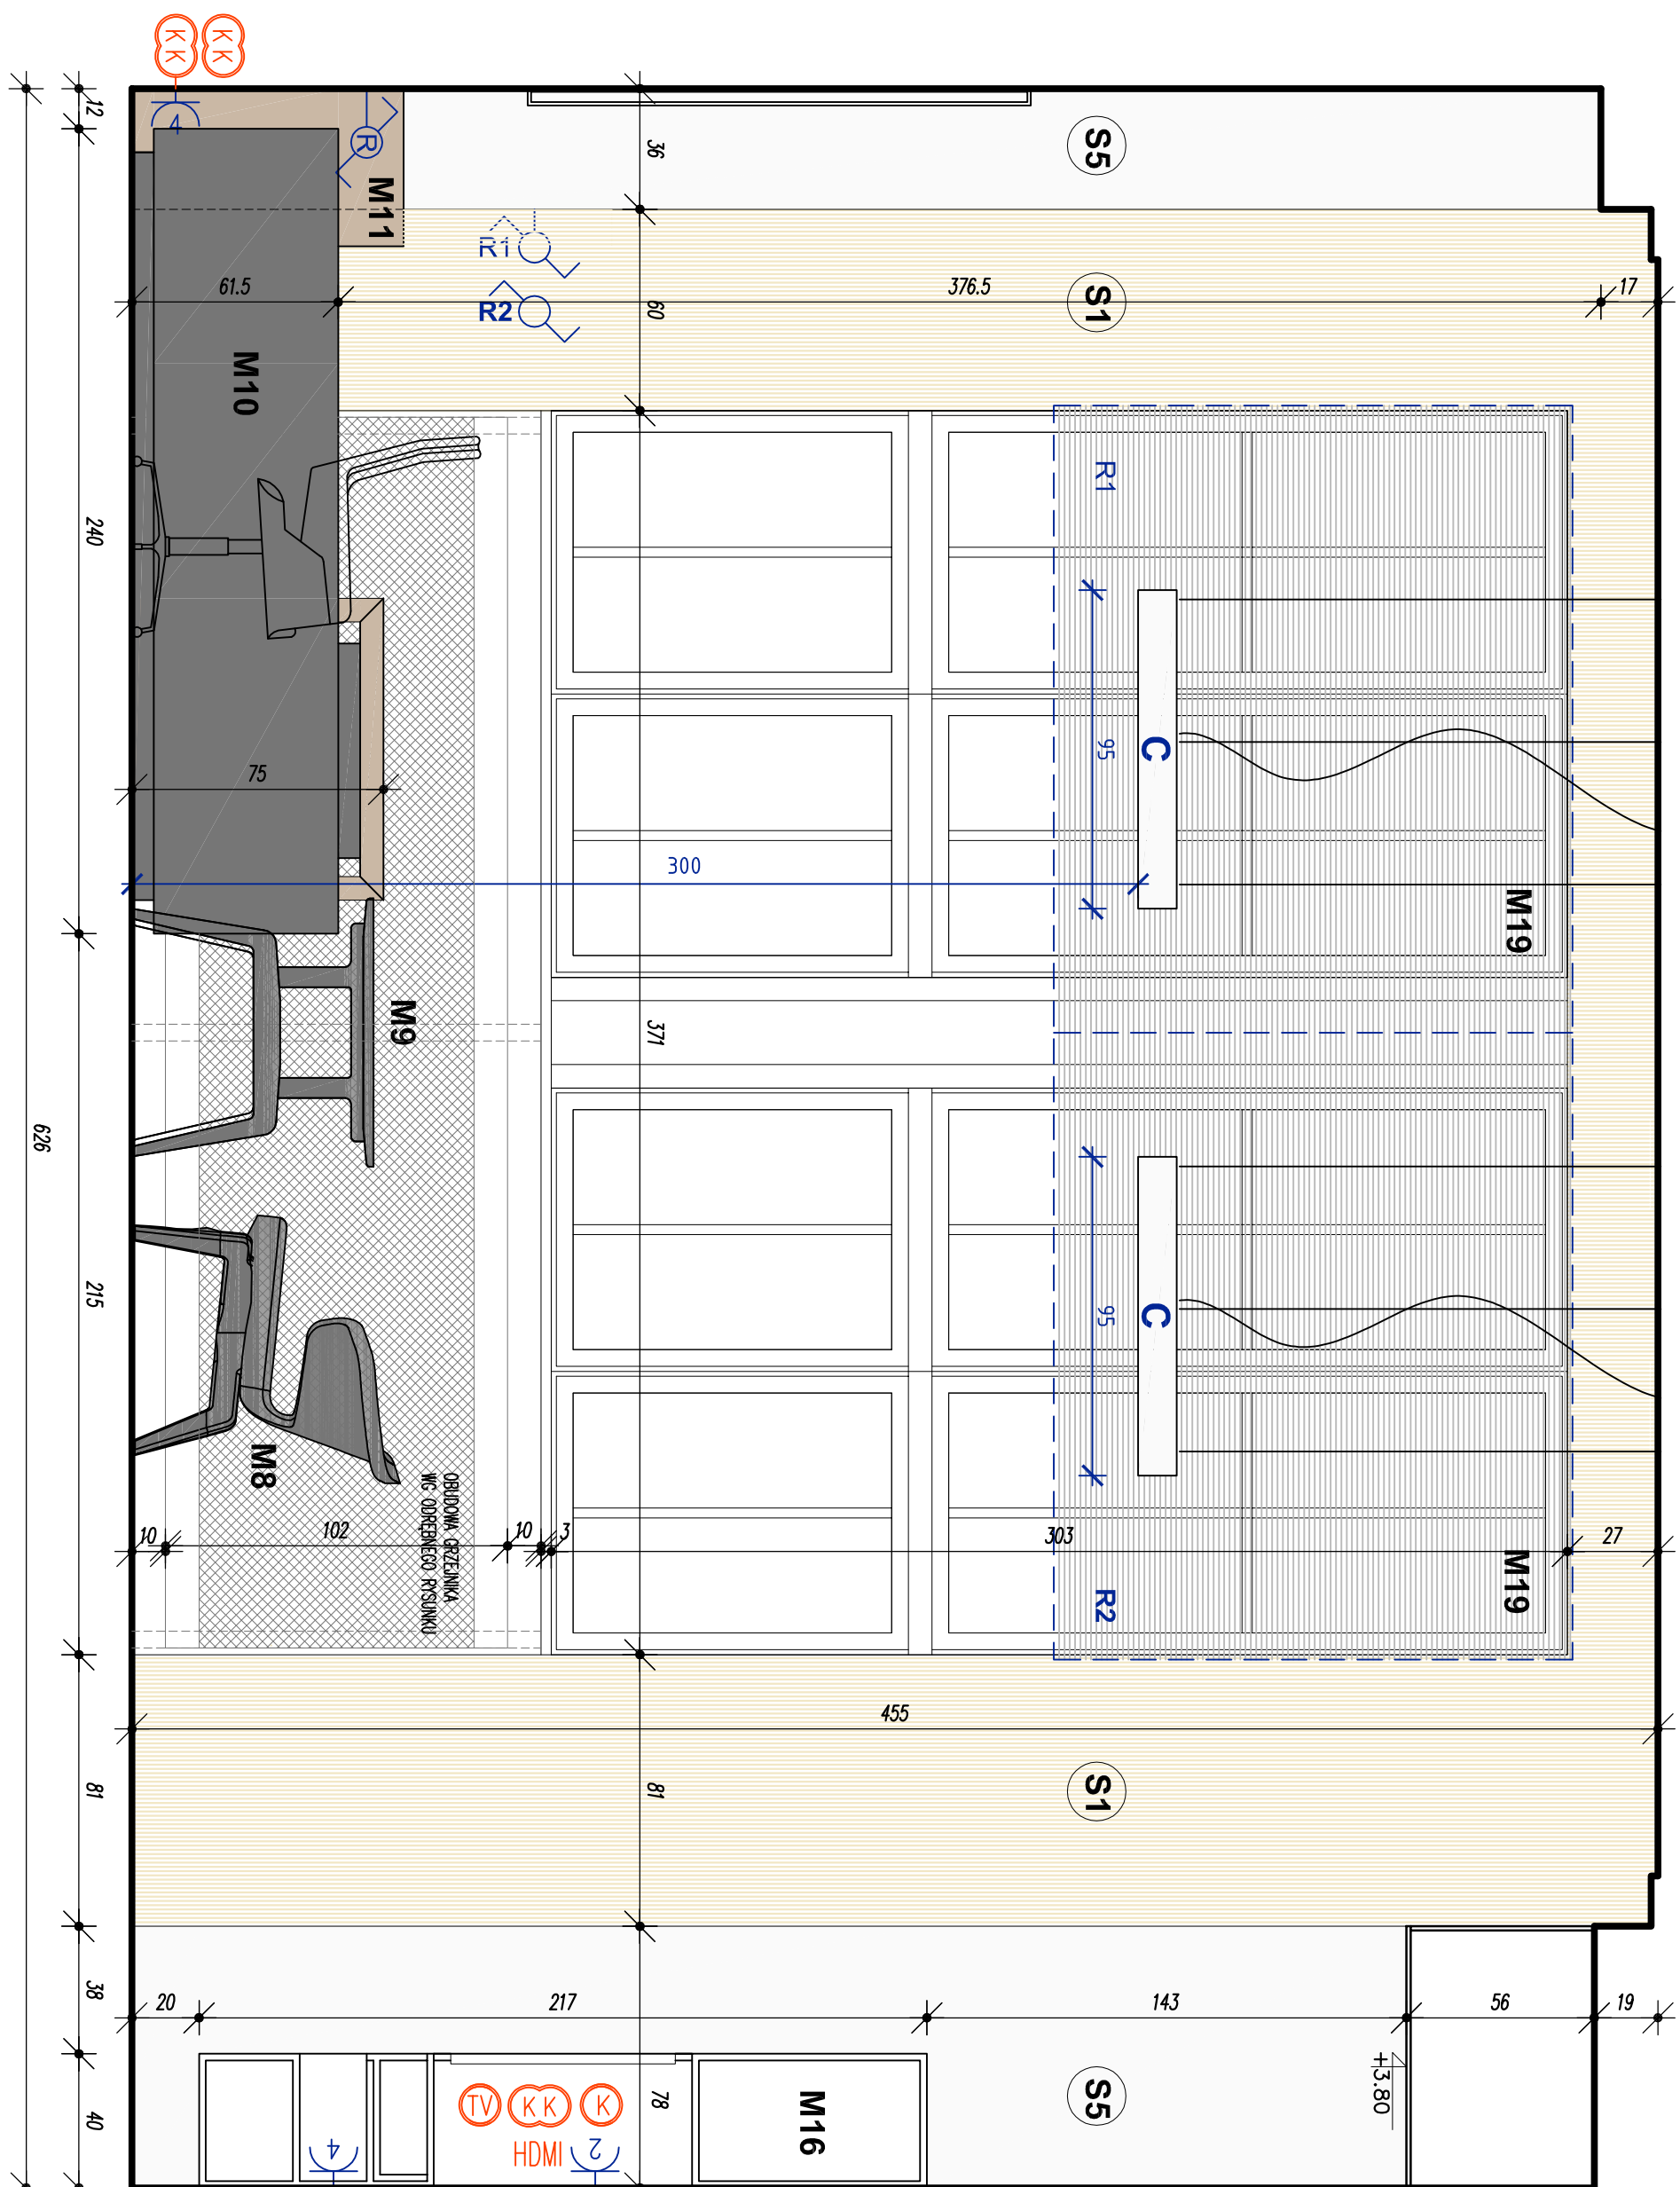 K K
K K
4
R
M11
12
36
S5
R1
R2
61.5
60
376.5
S1
17
M10
R1
240
75
95
C
300
M19
M9
371
626
215
95
C
M8
OBUDOWA GRZEJNIKA
WG ODRĘBNEGO RYSUNKU
10
102
10
3
303
27
R2
M19
455
81
81
S1
38
20
217
143
56
19
+3.80
40
TV
K K
K
78
M16
S5
HDMI
4
2